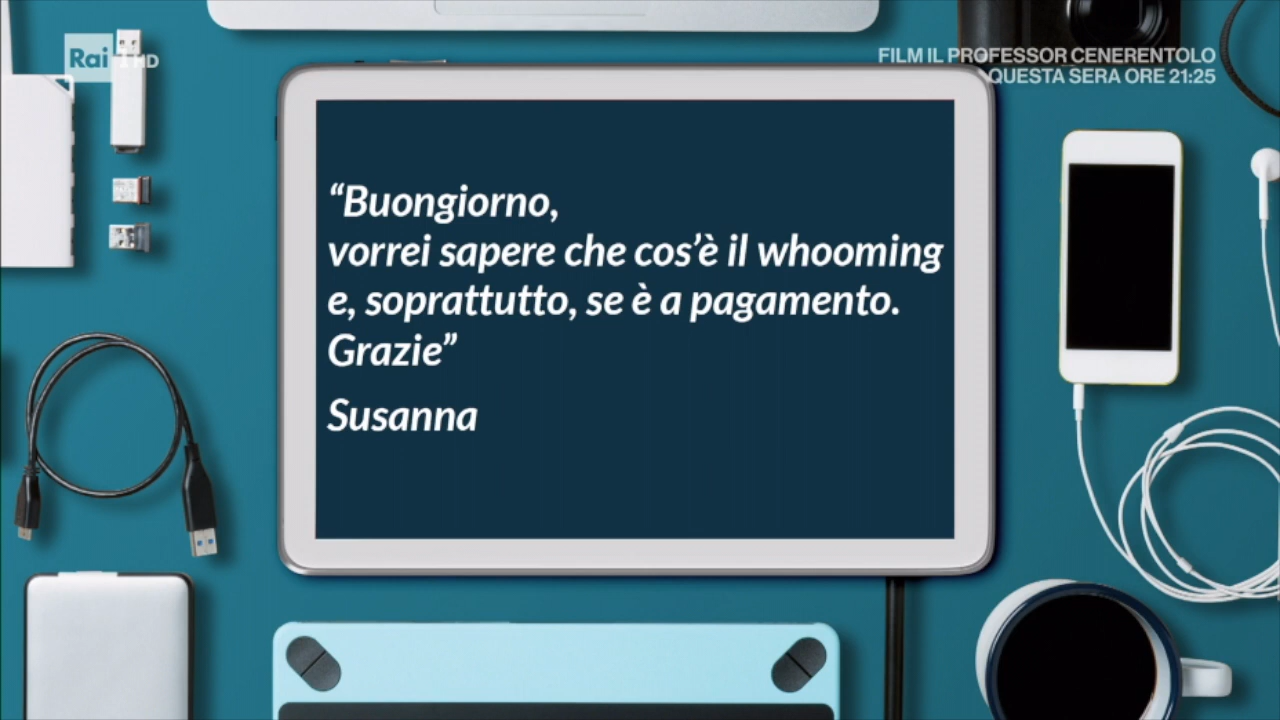 Rai 1 HD
FILM IL PROFESSOR CENERENTOLO
QUESTA SERA ORE 21:25
“Buongiorno,
vorrei sapere che cos’è il whooming
e, soprattutto, se è a pagamento.
Grazie”
Susanna